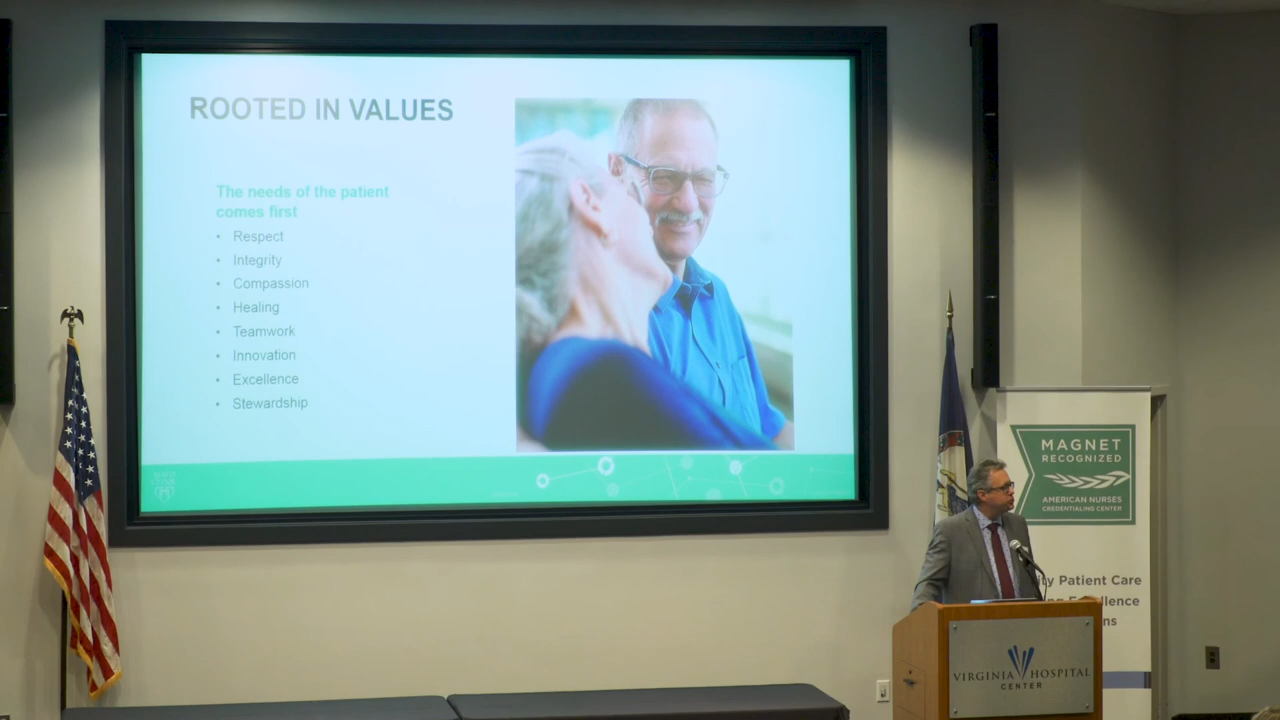 ROOTED IN VALUES
The needs of the patient
comes first
• Respect
• Integrity
• Compassion
• Healing
• Teamwork
• Innovation
• Excellence
• Stewardship
MAGNET
RECOGNIZED
AMERICAN NURSES
CREDENTIALING CENTER
Patient Care
VIRGINIA HOSPITAL
CENTER